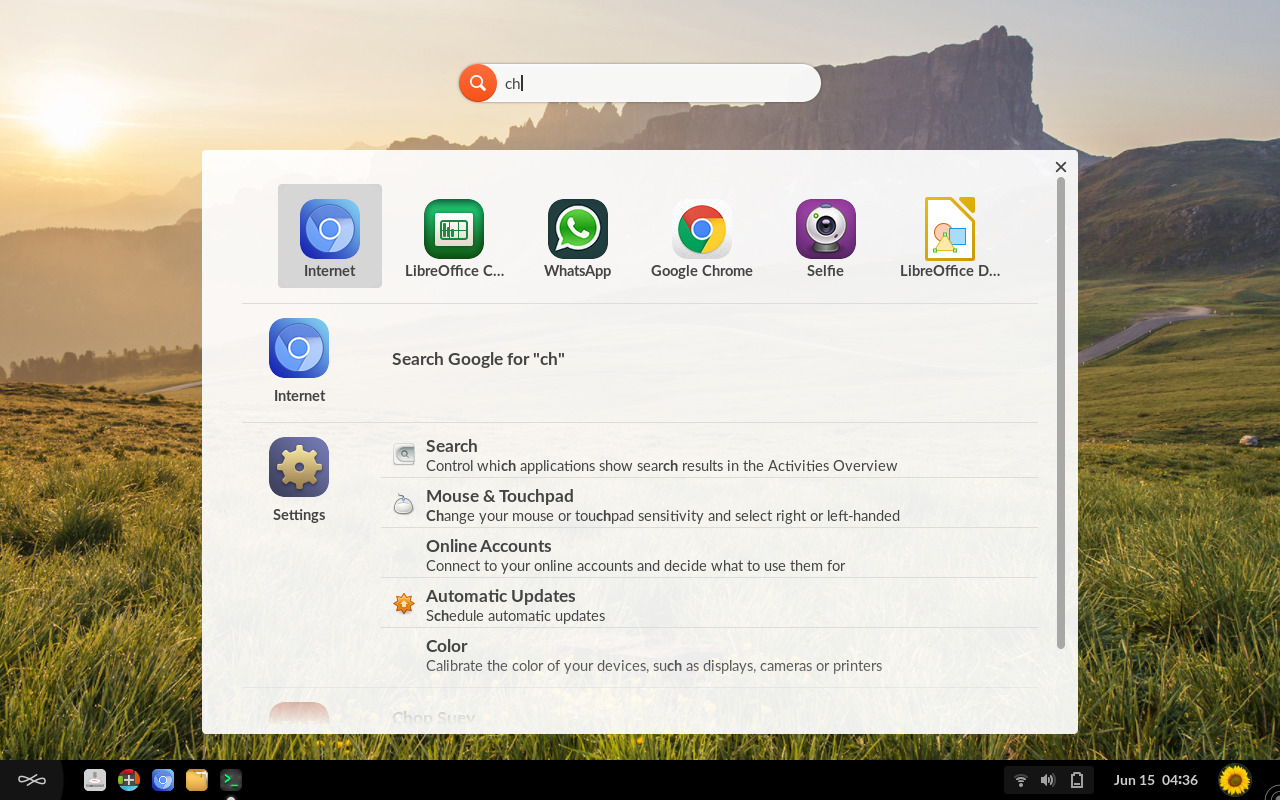 ch
Internet
LibreOffice C...
WhatsApp
Google Chrome
Selfie
LibreOffice D...
Internet
Search Google for "ch"
Settings
Search
Control which applications show search results in the Activities Overview
Mouse & Touchpad
Change your mouse or touchpad sensitivity and select right or left-handed
Online Accounts
Connect to your online accounts and decide what to use them for
Automatic Updates
Schedule automatic updates
Color
Calibrate the color of your devices, such as displays, cameras or printers
Chop Suey
Jun 15 04:36